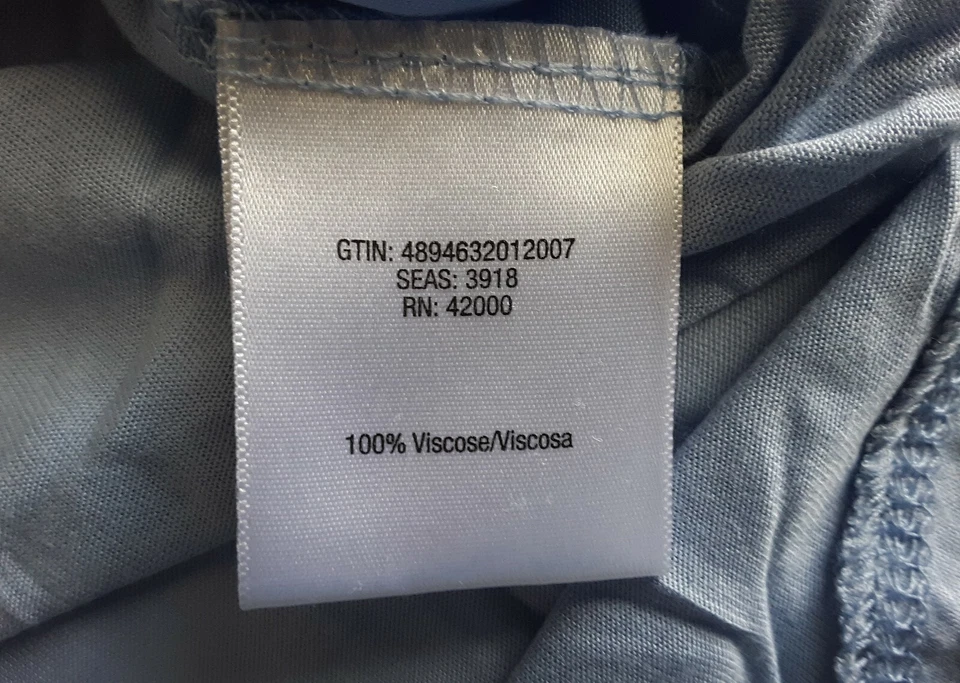 GTIN: 4894632012007
SEAS: 3918
RN: 42000
100% Viscose/Viscosa